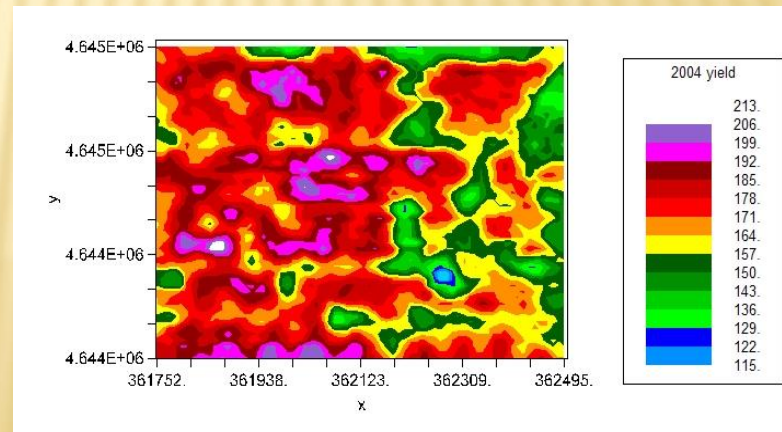 4.645E+06
4.645E+06
4.644E+06
4.644E+06
y
361752.
361938.
362123.
362309.
362495.
x
2004 yield
213.
206.
199.
192.
185.
178.
171.
164.
157.
150.
143.
136.
129.
122.
115.